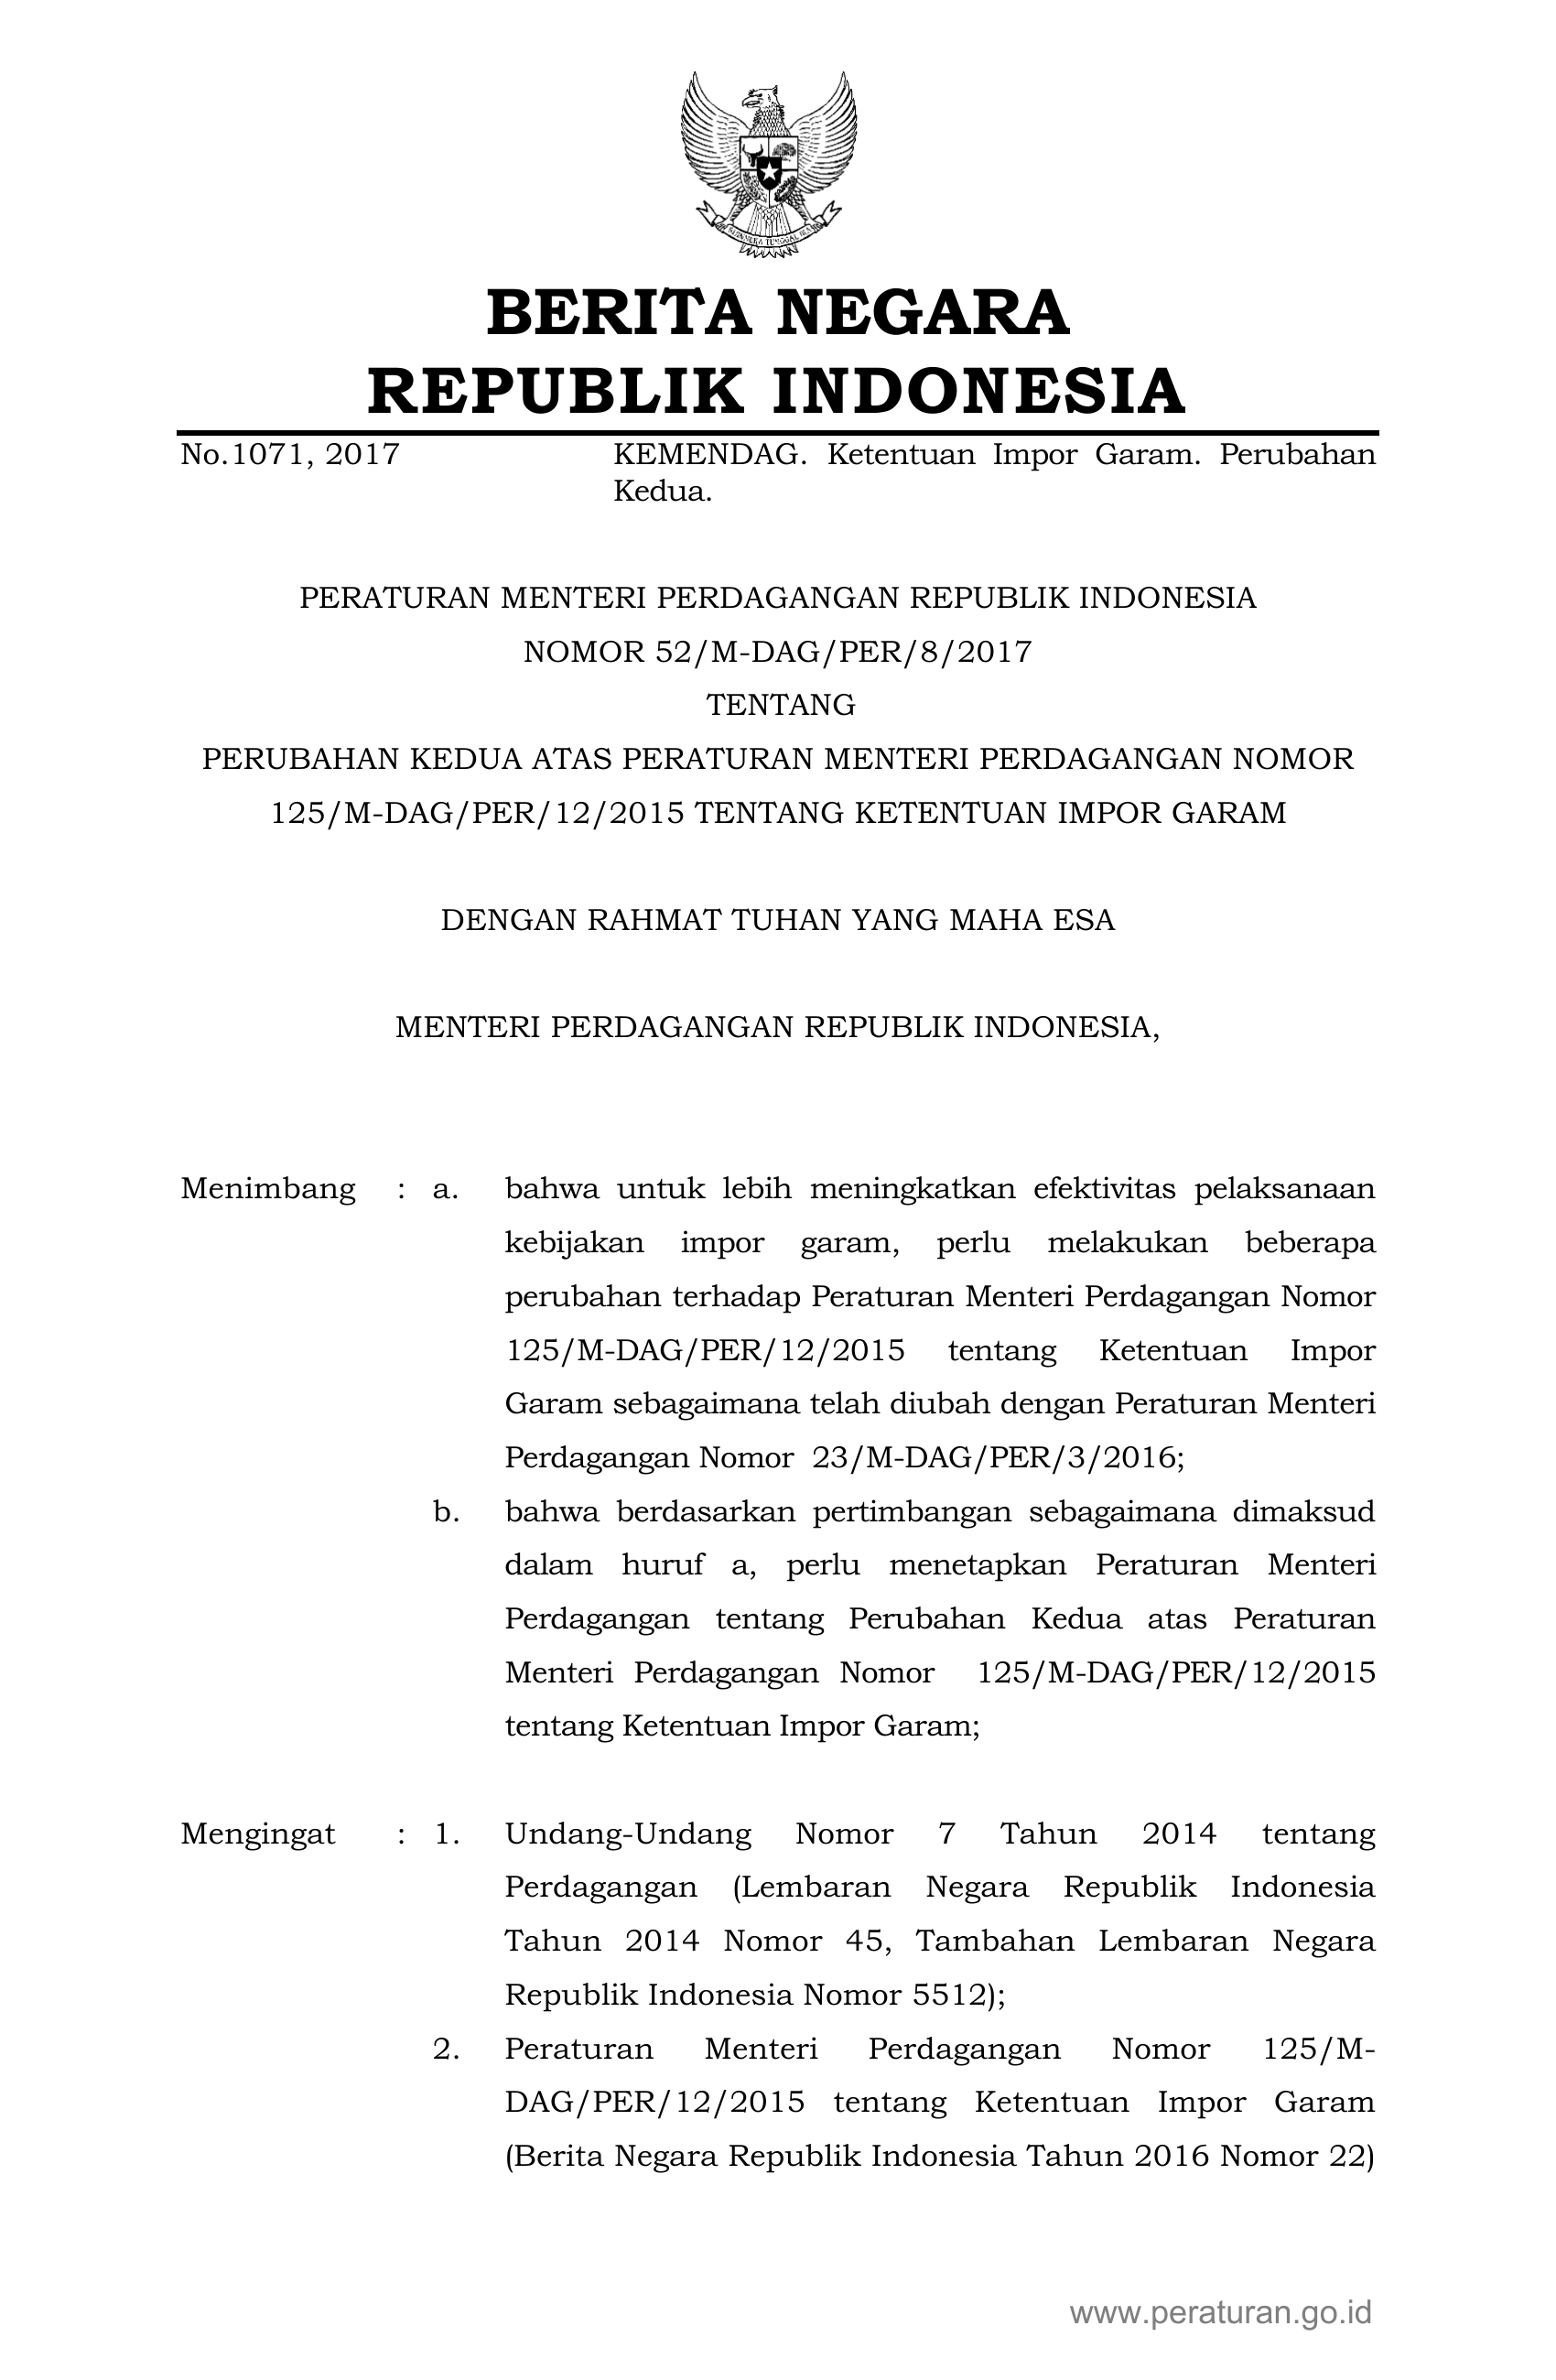 BERITA NEGARA
REPUBLIK INDONESIA
No.1071, 2017 KEMENDAG. Ketentuan Impor Garam. Perubahan
Kedua.
PERATURAN MENTERI PERDAGANGAN REPUBLIK INDONESIA
NOMOR 52/M-DAG/PER/8/2017
TENTANG
PERUBAHAN KEDUA ATAS PERATURAN MENTERI PERDAGANGAN NOMOR
125/M-DAG/PER/12/2015 TENTANG KETENTUAN IMPOR GARAM
DENGAN RAHMAT TUHAN YANG MAHA ESA
MENTERI PERDAGANGAN REPUBLIK INDONESIA,
Menimbang : a. bahwa untuk lebih meningkatkan efektivitas pelaksanaan
kebijakan impor garam, perlu melakukan beberapa
perubahan terhadap Peraturan Menteri Perdagangan Nomor
125/M-DAG/PER/12/2015 tentang Ketentuan Impor
Garam sebagaimana telah diubah dengan Peraturan Menteri
Perdagangan Nomor 23/M-DAG/PER/3/2016;
b. bahwa berdasarkan pertimbangan sebagaimana dimaksud
dalam huruf a, perlu menetapkan Peraturan Menteri
Perdagangan tentang Perubahan Kedua atas Peraturan
Menteri Perdagangan Nomor 125/M-DAG/PER/12/2015
tentang Ketentuan Impor Garam;
Mengingat : 1. Undang-Undang Nomor 7 Tahun 2014 tentang
Perdagangan (Lembaran Negara Republik Indonesia
Tahun 2014 Nomor 45, Tambahan Lembaran Negara
Republik Indonesia Nomor 5512);
2. Peraturan Menteri Perdagangan Nomor 125/M-
DAG/PER/12/2015 tentang Ketentuan Impor Garam
(Berita Negara Republik Indonesia Tahun 2016 Nomor 22)
www.peraturan.go.id